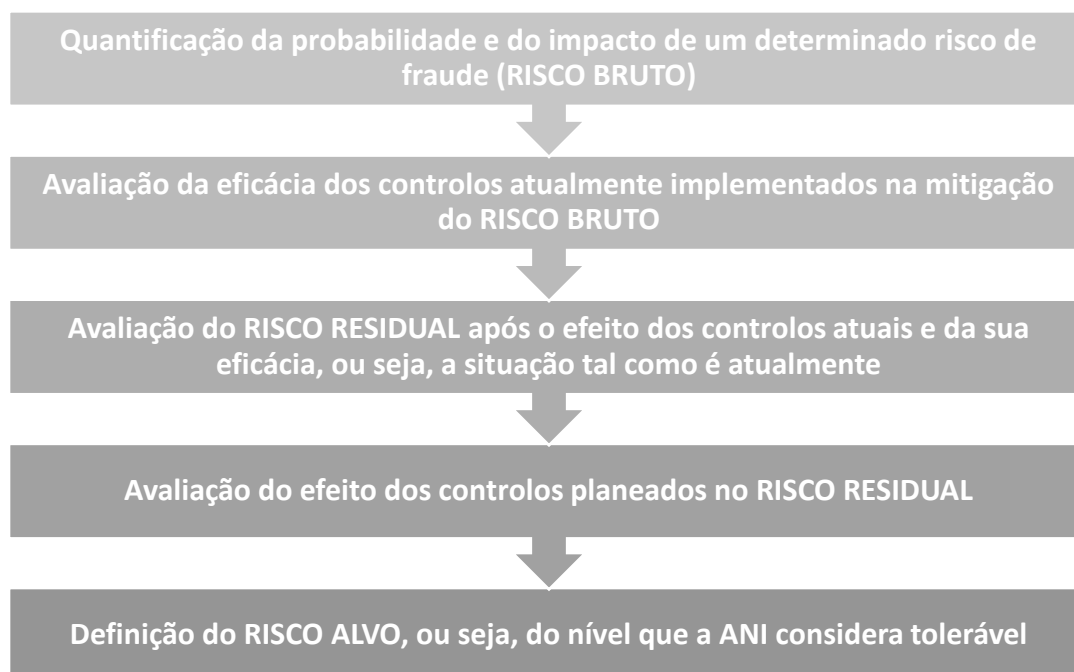 Quantificação da probabilidade e do impacto de um determinado risco de
fraude (RISCO BRUTO)
Avaliação da eficácia dos controlos atualmente implementados na mitigação
do RISCO BRUTO
Avaliação do RISCO RESIDUAL após o efeito dos controlos atuais e da sua
eficácia, ou seja, a situação tal como é atualmente
Avaliação do efeito dos controlos planeados no RISCO RESIDUAL
Definição do RISCO ALVO, ou seja, do nível que a ANI considera tolerável